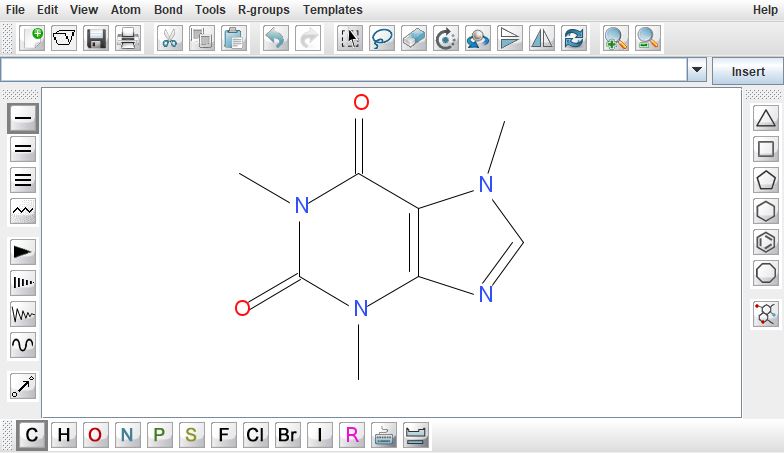 File Edit View Atom Bond Tools R-groups Templates Help
Insert
O
N
N
O
N
N
C H O N P S F Cl Br I R